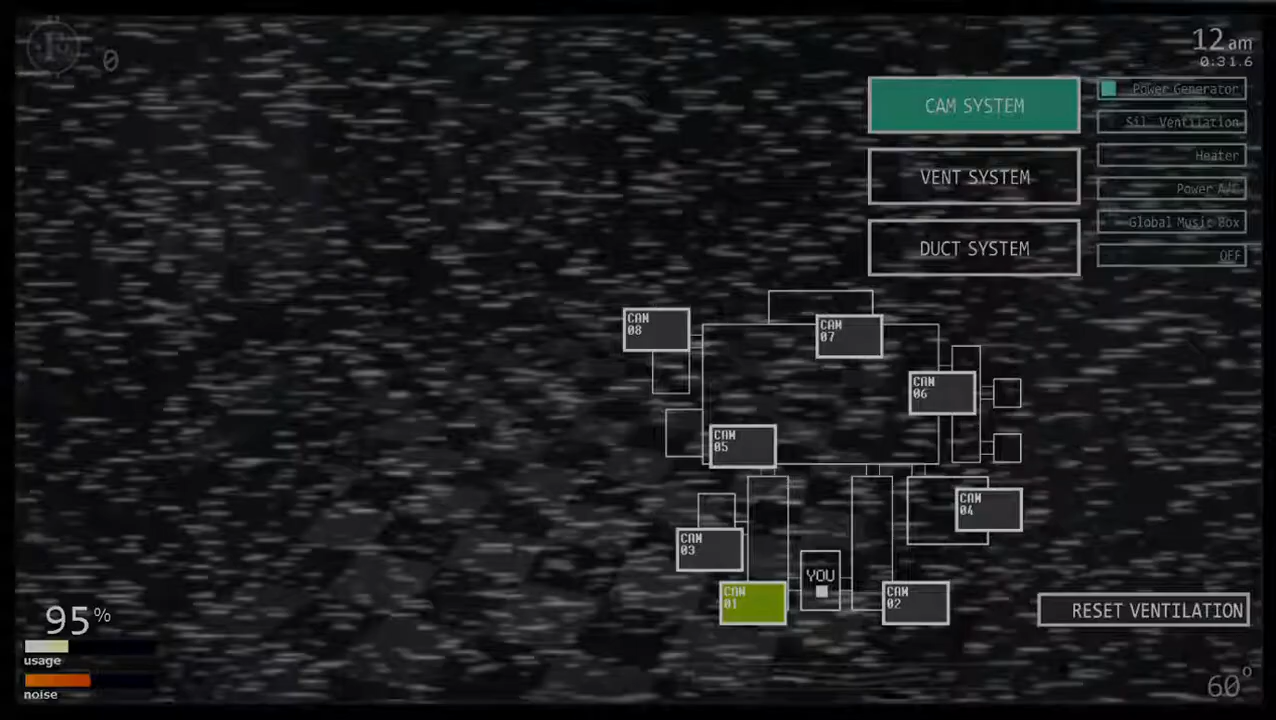 0
12 am
0:31.6
CAM SYSTEM
VENT SYSTEM
DUCT SYSTEM
Power Generator
Sil. Ventilation
Heater
Power A/C
Global Music Box
OFF
CAM
08
CAM
07
CAM
06
CAM
05
CAM
04
CAM
03
YOU
CAM
01
CAM
02
RESET VENTILATION
95%
usage
noise
60°